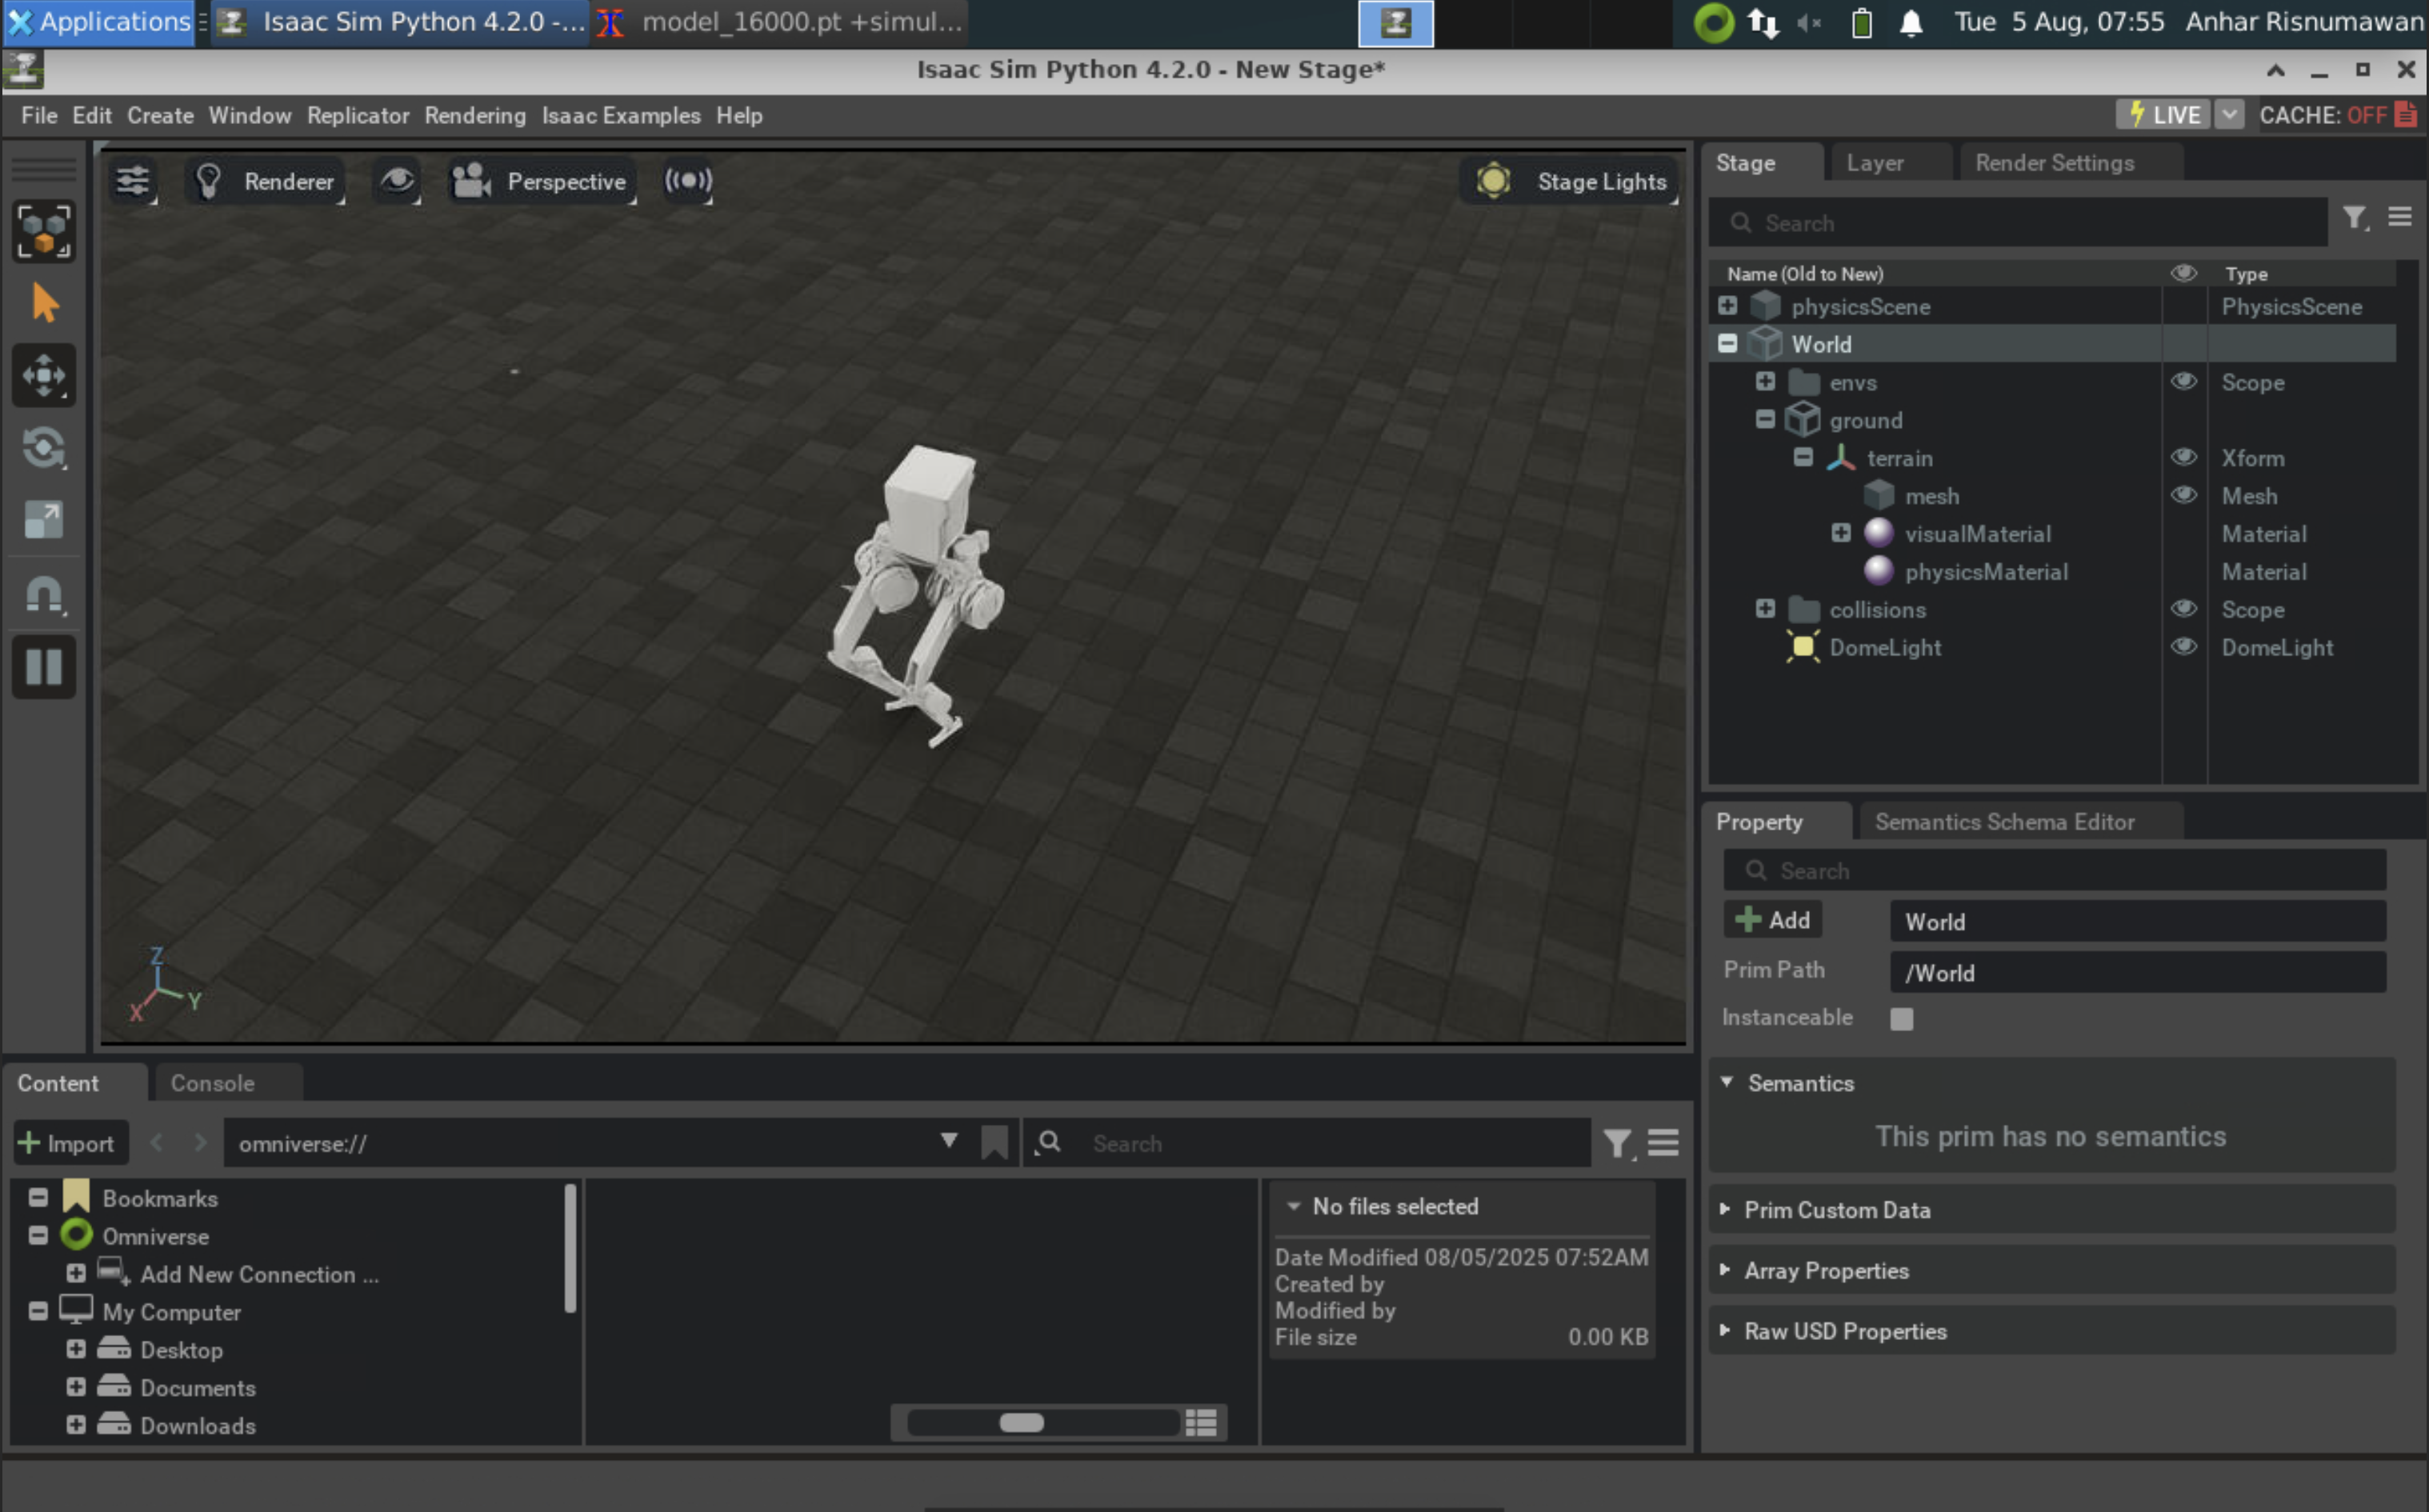 Applications
Isaac Sim Python 4.2.0 -...
model_16000.pt +simul...
Tue 5 Aug, 07:55
Anhar Risnumawan
Isaac Sim Python 4.2.0 - New Stage*
File Edit Create Window Replicator Rendering Isaac Examples Help
LIVE
CACHE: OFF
Renderer
Perspective
Stage Lights
Z
X
Y
Stage
Layer
Render Settings
Search
Name (Old to New)
Type
physicsScene PhysicsScene
World
envs Scope
ground
terrain Xform
mesh Mesh
visualMaterial Material
physicsMaterial Material
collisions Scope
DomeLight DomeLight
Property
Semantics Schema Editor
Search
Add
World
Prim Path
/World
Instanceable
Semantics
This prim has no semantics
Prim Custom Data
Array Properties
Raw USD Properties
Content
Console
Import
omniverse://
Search
Bookmarks
Omniverse
Add New Connection ...
My Computer
Desktop
Documents
Downloads
No files selected
Date Modified 08/05/2025 07:52AM
Created by
Modified by
File size 0.00 KB